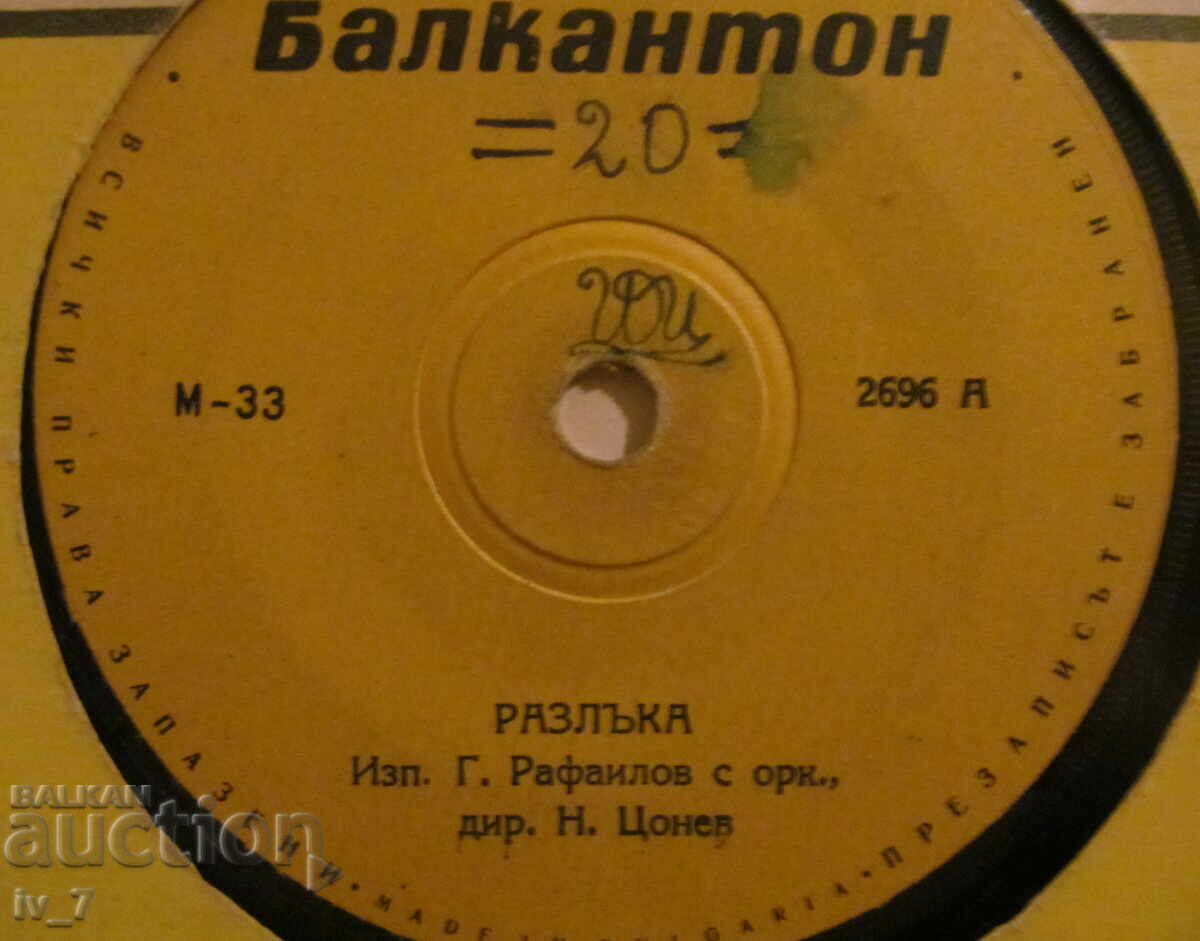 Балкантон
=20=
М-33
2696 А
РАЗЛЪКА
Изп. Г. Рафаилов с орк.,
дир. Н. Цонев
ВСИЧКИ ПРАВА ЗАПАЗЕНИ • MADE IN BULGARIA • ПРЕЗАПИСЪТ Е ЗАБРАНЕН
BALKAN
auction
iv_7